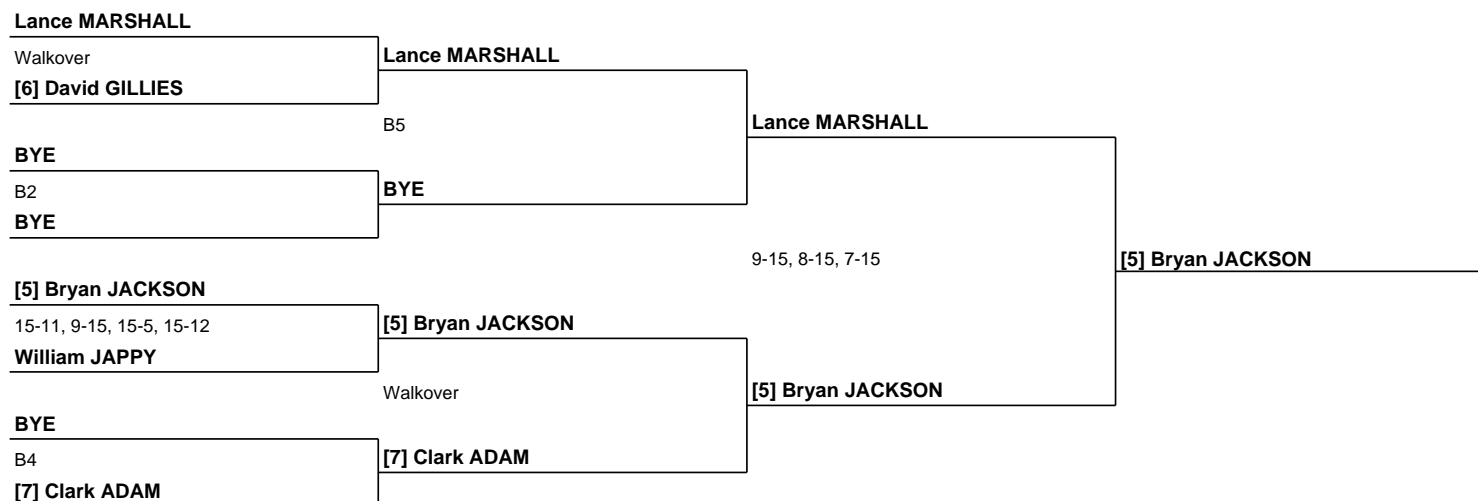 Lance MARSHALL
Walkover
[6] David GILLIES
BYE
B2
BYE
[5] Bryan JACKSON
15-11, 9-15, 15-5, 15-12
William JAPPY
BYE
B4
[7] Clark ADAM
Lance MARSHALL
B5
BYE
[5] Bryan JACKSON
Walkover
[7] Clark ADAM
Lance MARSHALL
9-15, 8-15, 7-15
[5] Bryan JACKSON
[5] Bryan JACKSON